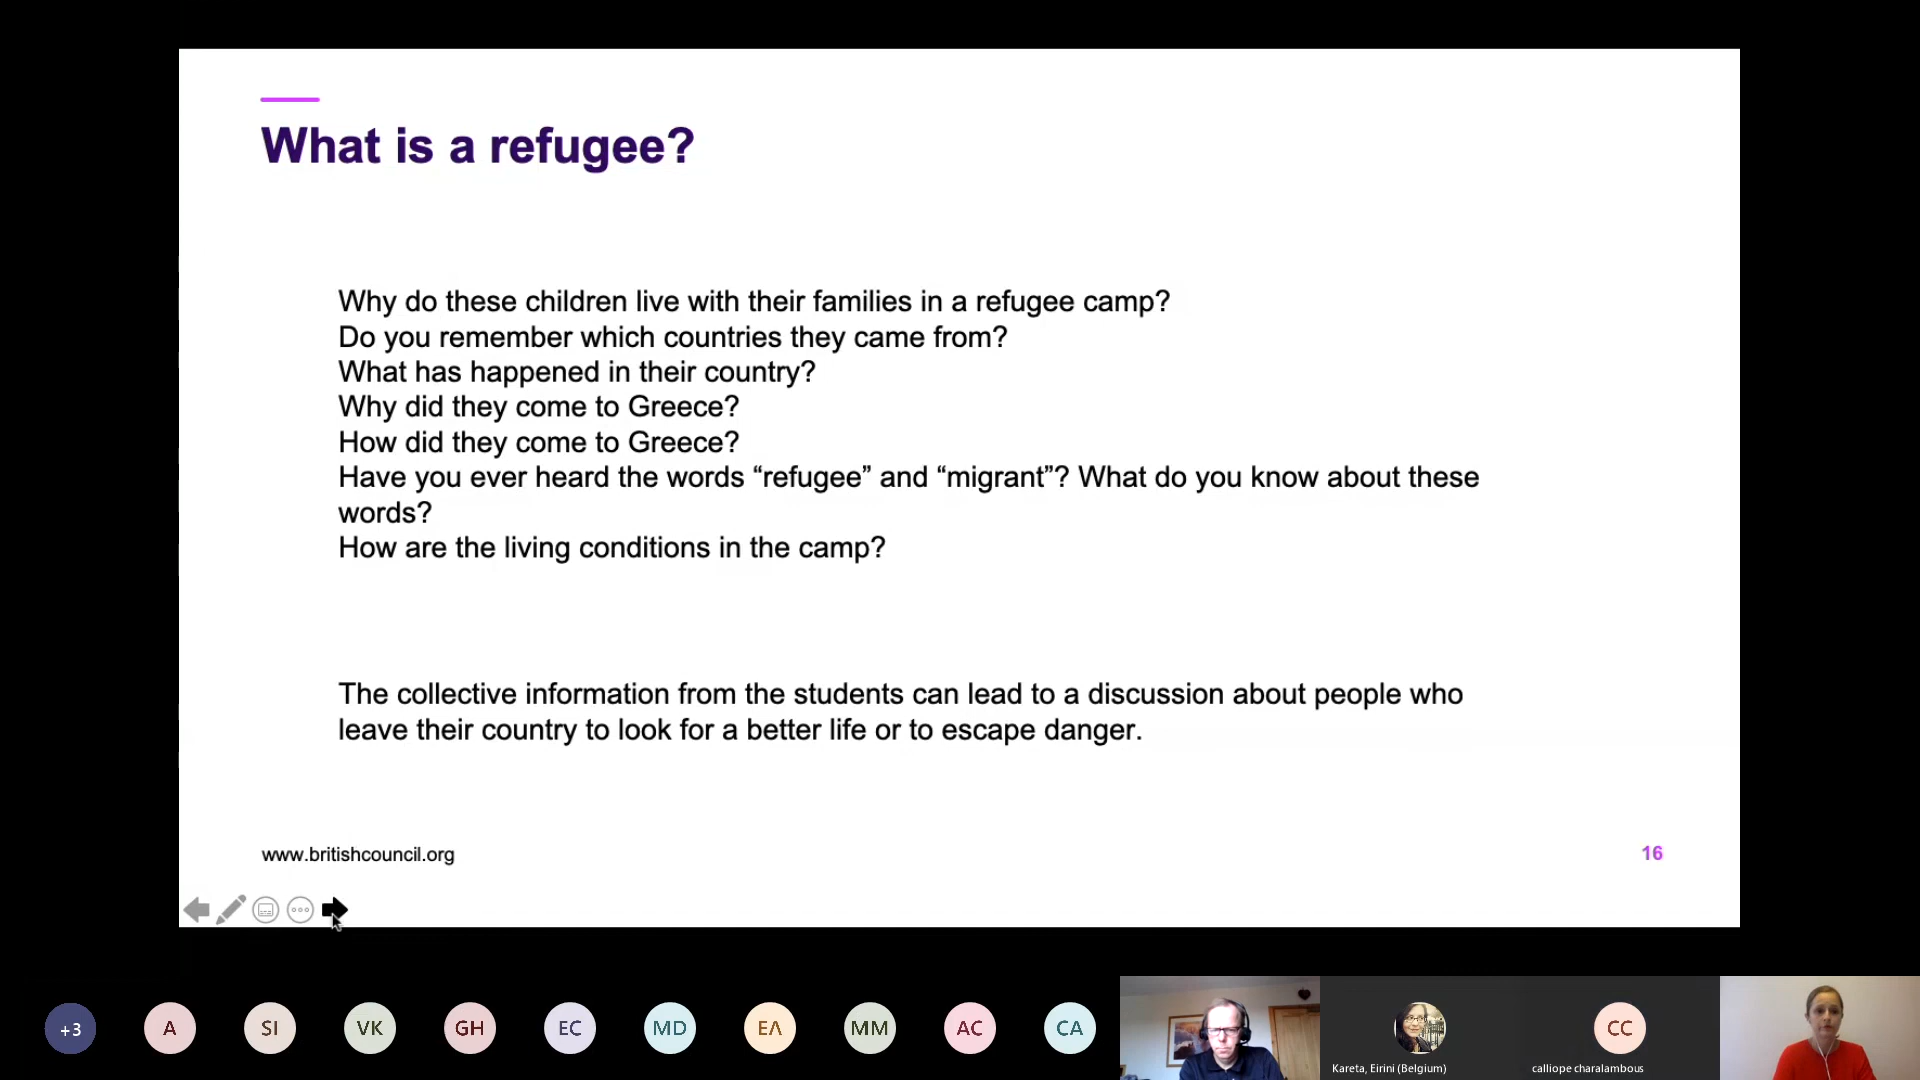 What is a refugee?
Why do these children live with their families in a refugee camp?
Do you remember which countries they came from?
What has happened in their country?
Why did they come to Greece?
How did they come to Greece?
Have you ever heard the words “refugee” and “migrant”? What do you know about these
words?
How are the living conditions in the camp?
The collective information from the students can lead to a discussion about people who
leave their country to look for a better life or to escape danger.
www.britishcouncil.org
16
+3
A
SI
VK
GH
EC
MD
ΕΛ
MM
AC
CA
CC
Kareta, Eirini (Belgium)
calliope charalambous